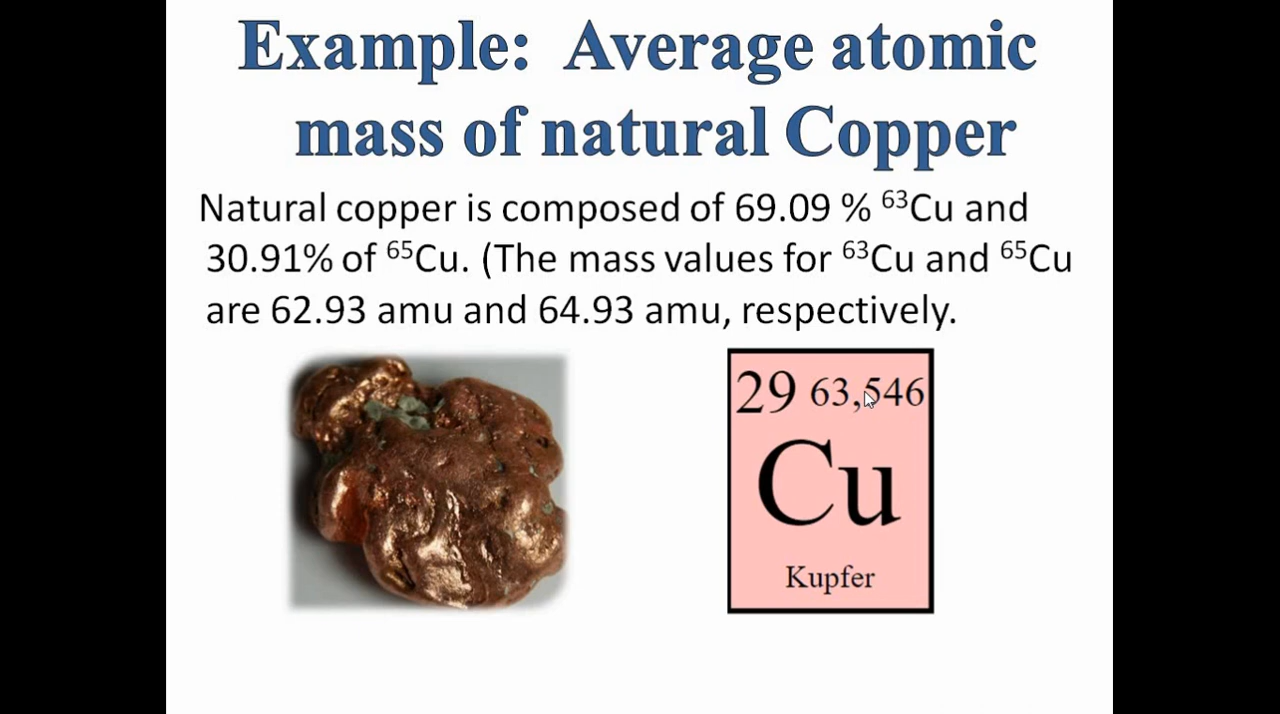 Example: Average atomic
mass of natural Copper
Natural copper is composed of 69.09 % ⁶³Cu and
30.91% of ⁶⁵Cu. (The mass values for ⁶³Cu and ⁶⁵Cu
are 62.93 amu and 64.93 amu, respectively.
29 63,546
Cu
Kupfer